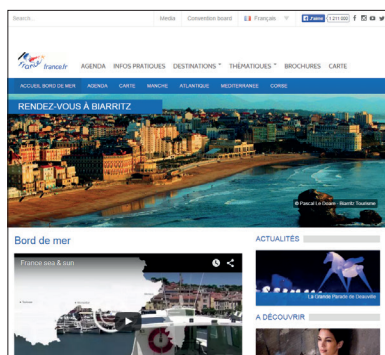 Search...
Media
Convention board
Français
J'aime
1 211 000
france.fr
AGENDA
INFOS PRATIQUES
DESTINATIONS
THÉMATIQUES
BROCHURES
CARTE
ACCUEIL BORD DE MER
AGENDA
CARTE
MANCHE
ATLANTIQUE
MEDITERRANEE
CORSE
RENDEZ-VOUS À BIARRITZ
© Pascal Le Doaré - Biarritz Tourisme
Bord de mer
ACTUALITÉS
France sea & sun
La Grande Parade de Deauville
A DÉCOUVRIR